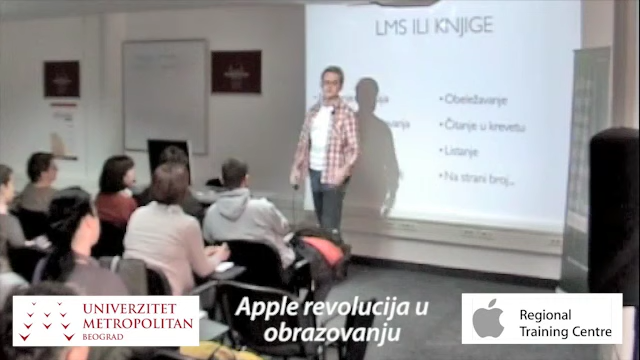 LMS ILI KNJIGE
• Obeležavanje
• Čitanje u krevetu
• Listanje
• Na strani broj...
UNIVERZITET
METROPOLITAN
BEOGRAD
Apple revolucija u
obrazovanju
Regional
Training Centre